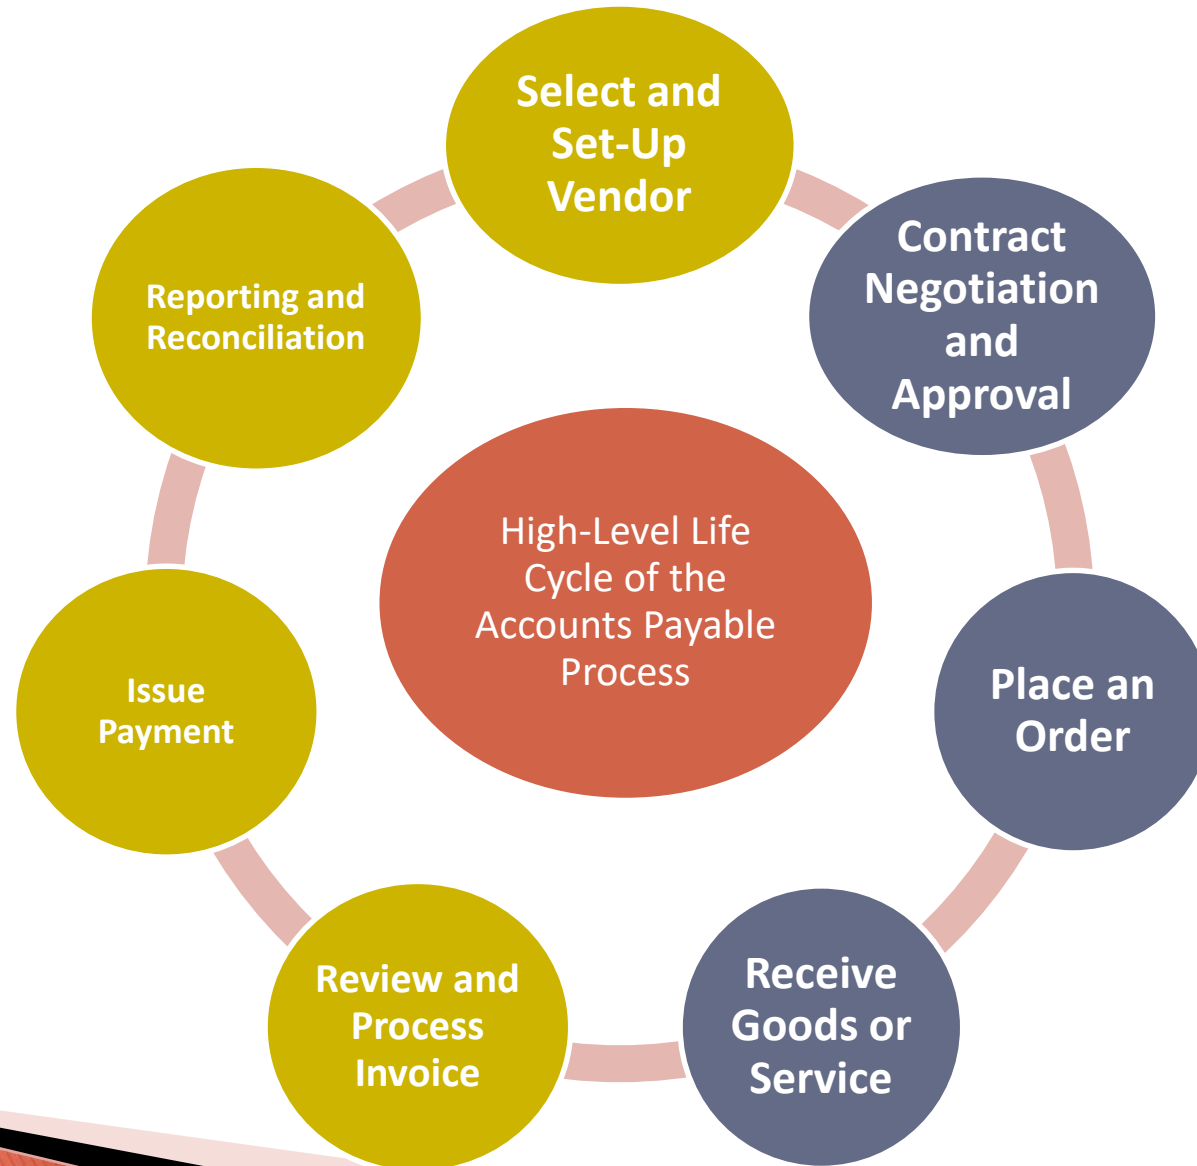 Select and
Set-Up
Vendor
Contract
Negotiation
and
Approval
Place an
Order
Receive
Goods or
Service
Review and
Process
Invoice
Issue
Payment
Reporting and
Reconciliation
High-Level Life
Cycle of the
Accounts Payable
Process